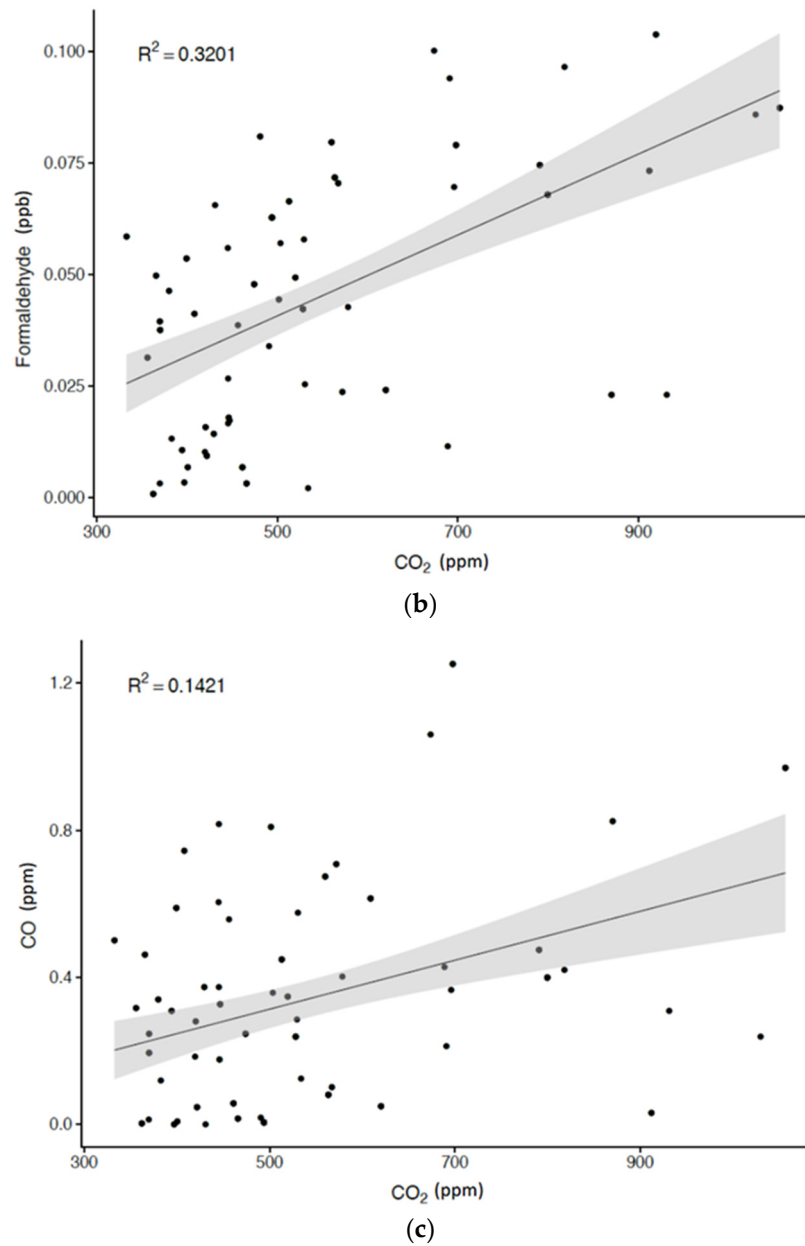 0.100
R² = 0.3201
0.075
0.050
0.025
0.000
Formaldehyde (ppb)
300 500 700 900
CO₂ (ppm)
(b)
1.2
R² = 0.1421
0.8
0.4
0.0
CO (ppm)
300 500 700 900
CO₂ (ppm)
(c)